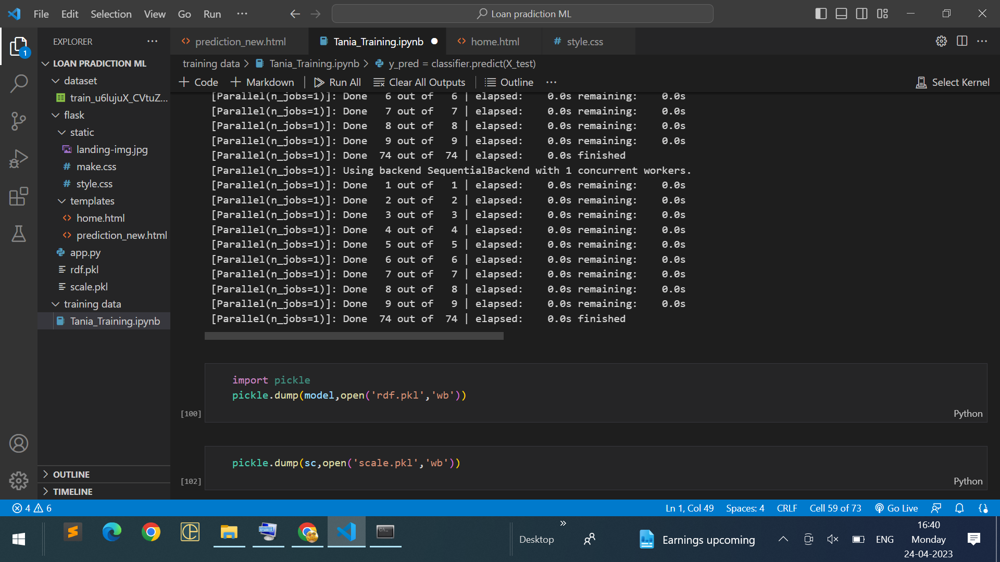 File Edit Selection View Go Run ···
Loan pradiction ML
EXPLORER ···
1
LOAN PRADICTION ML
dataset
train_u6lujuX_CVtuZ...
flask
static
landing-img.jpg
# make.css
# style.css
templates
<> home.html
<> prediction_new.html
app.py
rdf.pkl
scale.pkl
training data
Tania_Training.ipynb
OUTLINE
TIMELINE
<> prediction_new.html
Tania_Training.ipynb
<> home.html
# style.css
training data > Tania_Training.ipynb > y_pred = classifier.predict(X_test)
+ Code + Markdown | Run All Clear All Outputs | Outline ···
Select Kernel
[Parallel(n_jobs=1)]: Done   6 out of   6 | elapsed:    0.0s remaining:    0.0s
[Parallel(n_jobs=1)]: Done   7 out of   7 | elapsed:    0.0s remaining:    0.0s
[Parallel(n_jobs=1)]: Done   8 out of   8 | elapsed:    0.0s remaining:    0.0s
[Parallel(n_jobs=1)]: Done   9 out of   9 | elapsed:    0.0s remaining:    0.0s
[Parallel(n_jobs=1)]: Done  74 out of  74 | elapsed:    0.0s finished
[Parallel(n_jobs=1)]: Using backend SequentialBackend with 1 concurrent workers.
[Parallel(n_jobs=1)]: Done   1 out of   1 | elapsed:    0.0s remaining:    0.0s
[Parallel(n_jobs=1)]: Done   2 out of   2 | elapsed:    0.0s remaining:    0.0s
[Parallel(n_jobs=1)]: Done   3 out of   3 | elapsed:    0.0s remaining:    0.0s
[Parallel(n_jobs=1)]: Done   4 out of   4 | elapsed:    0.0s remaining:    0.0s
[Parallel(n_jobs=1)]: Done   5 out of   5 | elapsed:    0.0s remaining:    0.0s
[Parallel(n_jobs=1)]: Done   6 out of   6 | elapsed:    0.0s remaining:    0.0s
[Parallel(n_jobs=1)]: Done   7 out of   7 | elapsed:    0.0s remaining:    0.0s
[Parallel(n_jobs=1)]: Done   8 out of   8 | elapsed:    0.0s remaining:    0.0s
[Parallel(n_jobs=1)]: Done   9 out of   9 | elapsed:    0.0s remaining:    0.0s
[Parallel(n_jobs=1)]: Done  74 out of  74 | elapsed:    0.0s finished
import pickle
pickle.dump(model,open('rdf.pkl','wb'))
[100]
Python
pickle.dump(sc,open('scale.pkl','wb'))
[102]
Python
4 6
Ln 1, Col 49 Spaces: 4 CRLF Cell 59 of 73 Go Live
Desktop
Earnings upcoming
ENG
16:40
Monday
24-04-2023